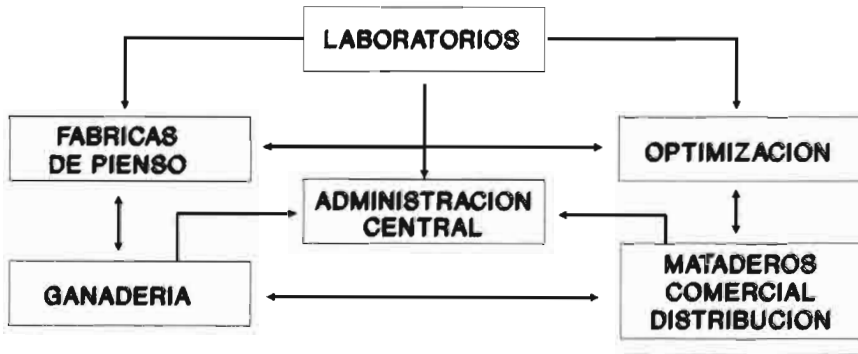 LABORATORIOS
FABRICAS
DE PIENSO
OPTIMIZACION
ADMINISTRACION
CENTRAL
GANADERIA
MATADEROS
COMERCIAL
DISTRIBUCION